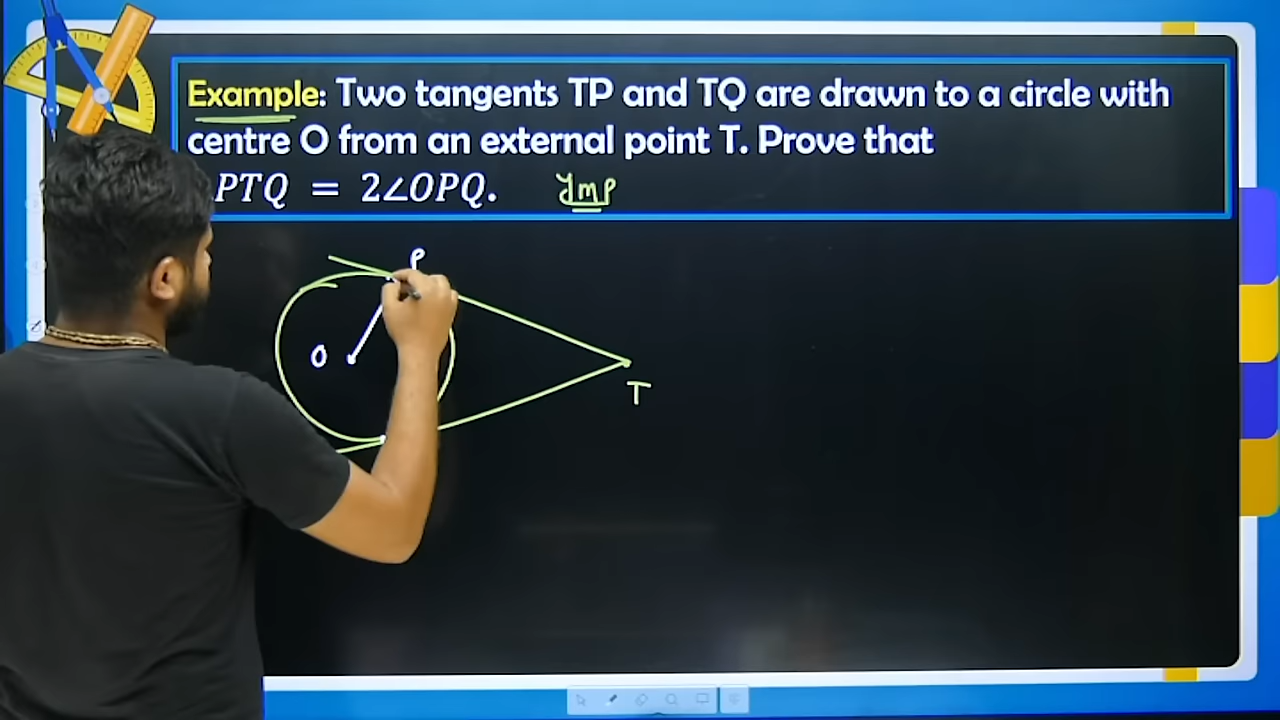 Example: Two tangents TP and TQ are drawn to a circle with
centre O from an external point T. Prove that
PTQ = 2∠OPQ. Imp
P
O
T